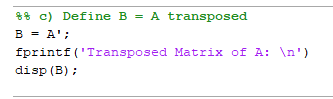 %% c) Define B = A transposed
B = A';
fprintf('Transposed Matrix of A: \n')
disp(B);